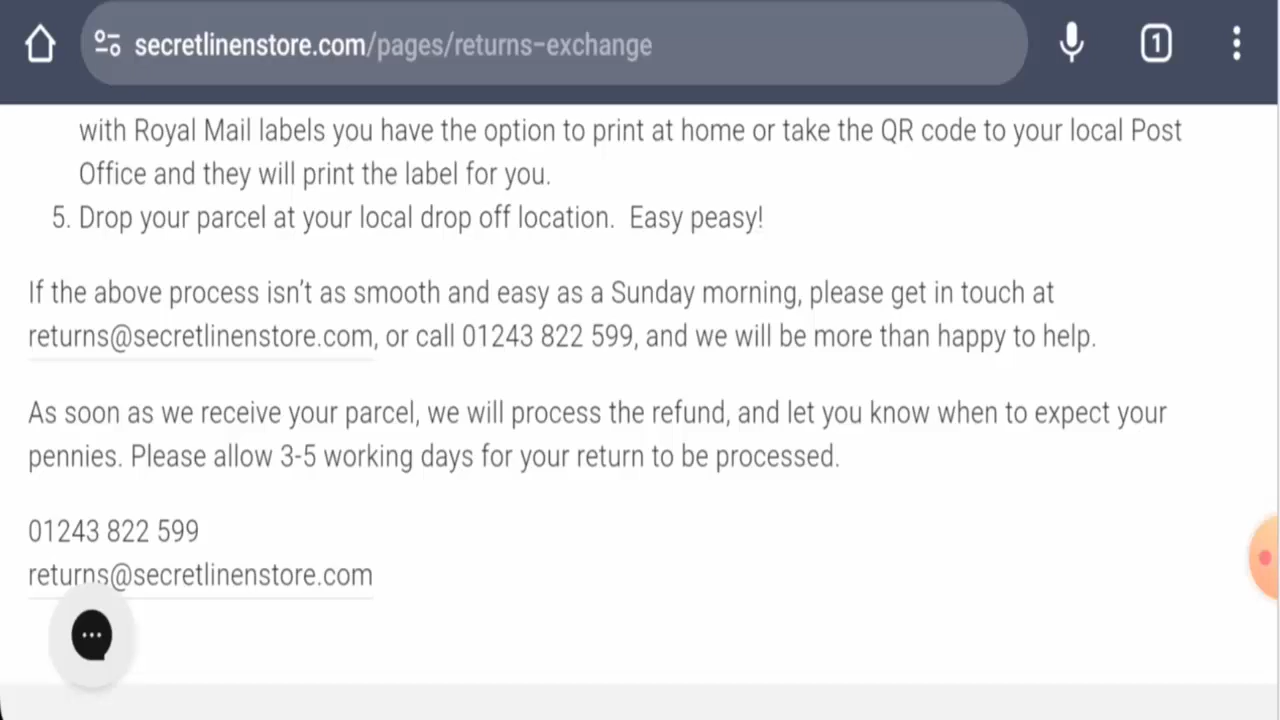 secretlinenstore.com/pages/returns-exchange
1
with Royal Mail labels you have the option to print at home or take the QR code to your local Post
Office and they will print the label for you.
5. Drop your parcel at your local drop off location. Easy peasy!
If the above process isn't as smooth and easy as a Sunday morning, please get in touch at
returns@secretlinenstore.com, or call 01243 822 599, and we will be more than happy to help.
As soon as we receive your parcel, we will process the refund, and let you know when to expect your
pennies. Please allow 3-5 working days for your return to be processed.
01243 822 599
returns@secretlinenstore.com